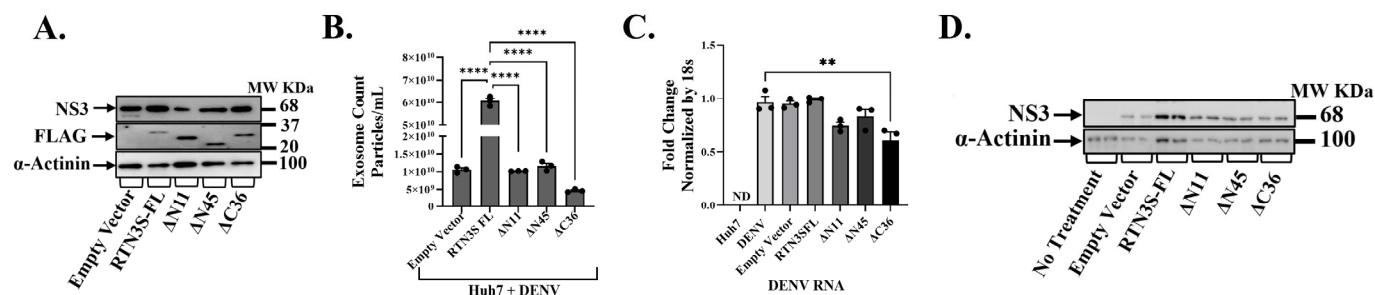 A.
MW KDa
NS3
68
37
FLAG
20
α-Actinin
100
Empty Vector
RTN3S-FL
ΔN11
ΔN45
ΔC36
B.
Exosome Count
Particles/mL
8×10¹⁰
7×10¹⁰
6×10¹⁰
5×10¹⁰
4×10¹⁰
3×10¹⁰
2×10¹⁰
2×10¹⁰
1.5×10¹⁰
1×10¹⁰
5×10⁹
0
****
****
****
****
Empty Vector
RTN3S FL
ΔN11
ΔN45
ΔC36
Huh7 + DENV
C.
Fold Change
Normalized by 18s
1.5
1.0
0.5
0.0
**
ND
Huh7
DENV
Empty Vector
RTN3SFL
ΔN11
ΔN45
ΔC36
DENV RNA
D.
MW KDa
NS3
68
α-Actinin
100
No Treatment
Empty Vector
RTN3S-FL
ΔN11
ΔN45
ΔC36